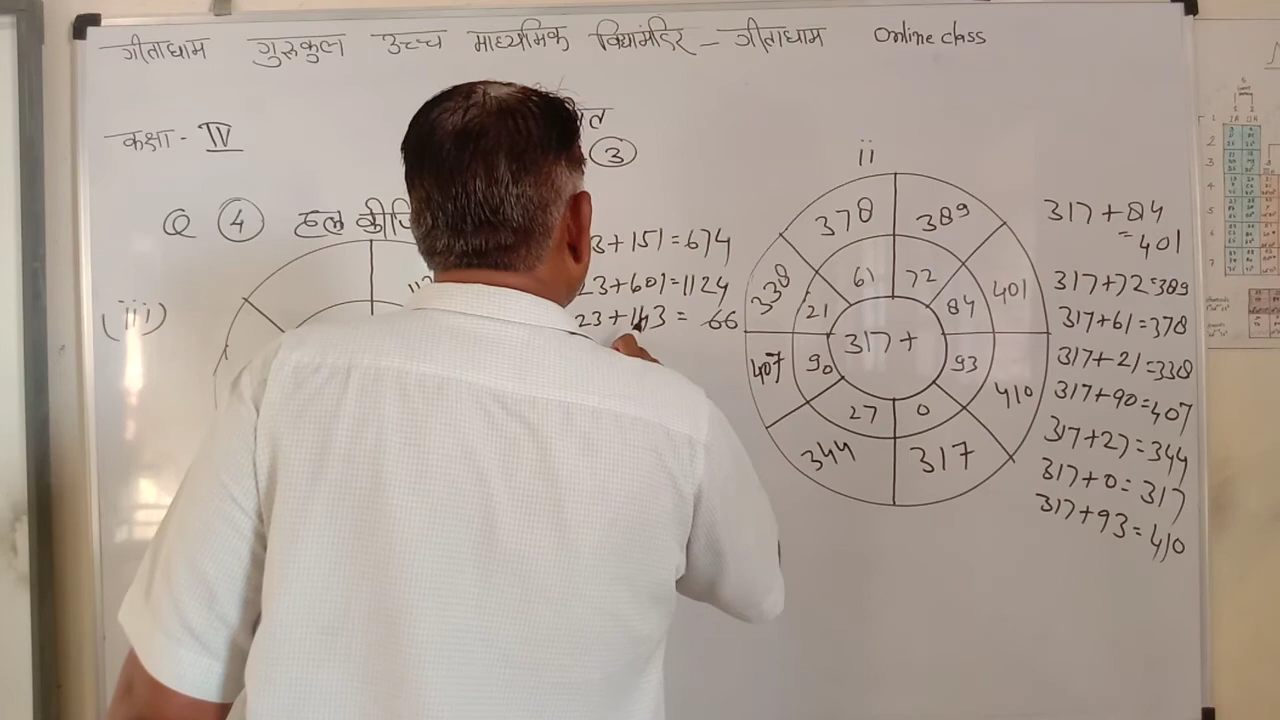 गीताधाम गुरुकुल उच्च माध्यमिक विद्यामंदिर – गीताधाम Online class
कक्षा - IV
3
Q 4 हल
(iii)
3+151=674
23+601=1124
23+143= 66
ii
378 389
338 61 72 401
21 84
317+
407 90 93 410
27 0
344 317
317+84
=401
317+72=389
317+61=378
317+21=338
317+90=407
317+27=344
317+0=317
317+93=410